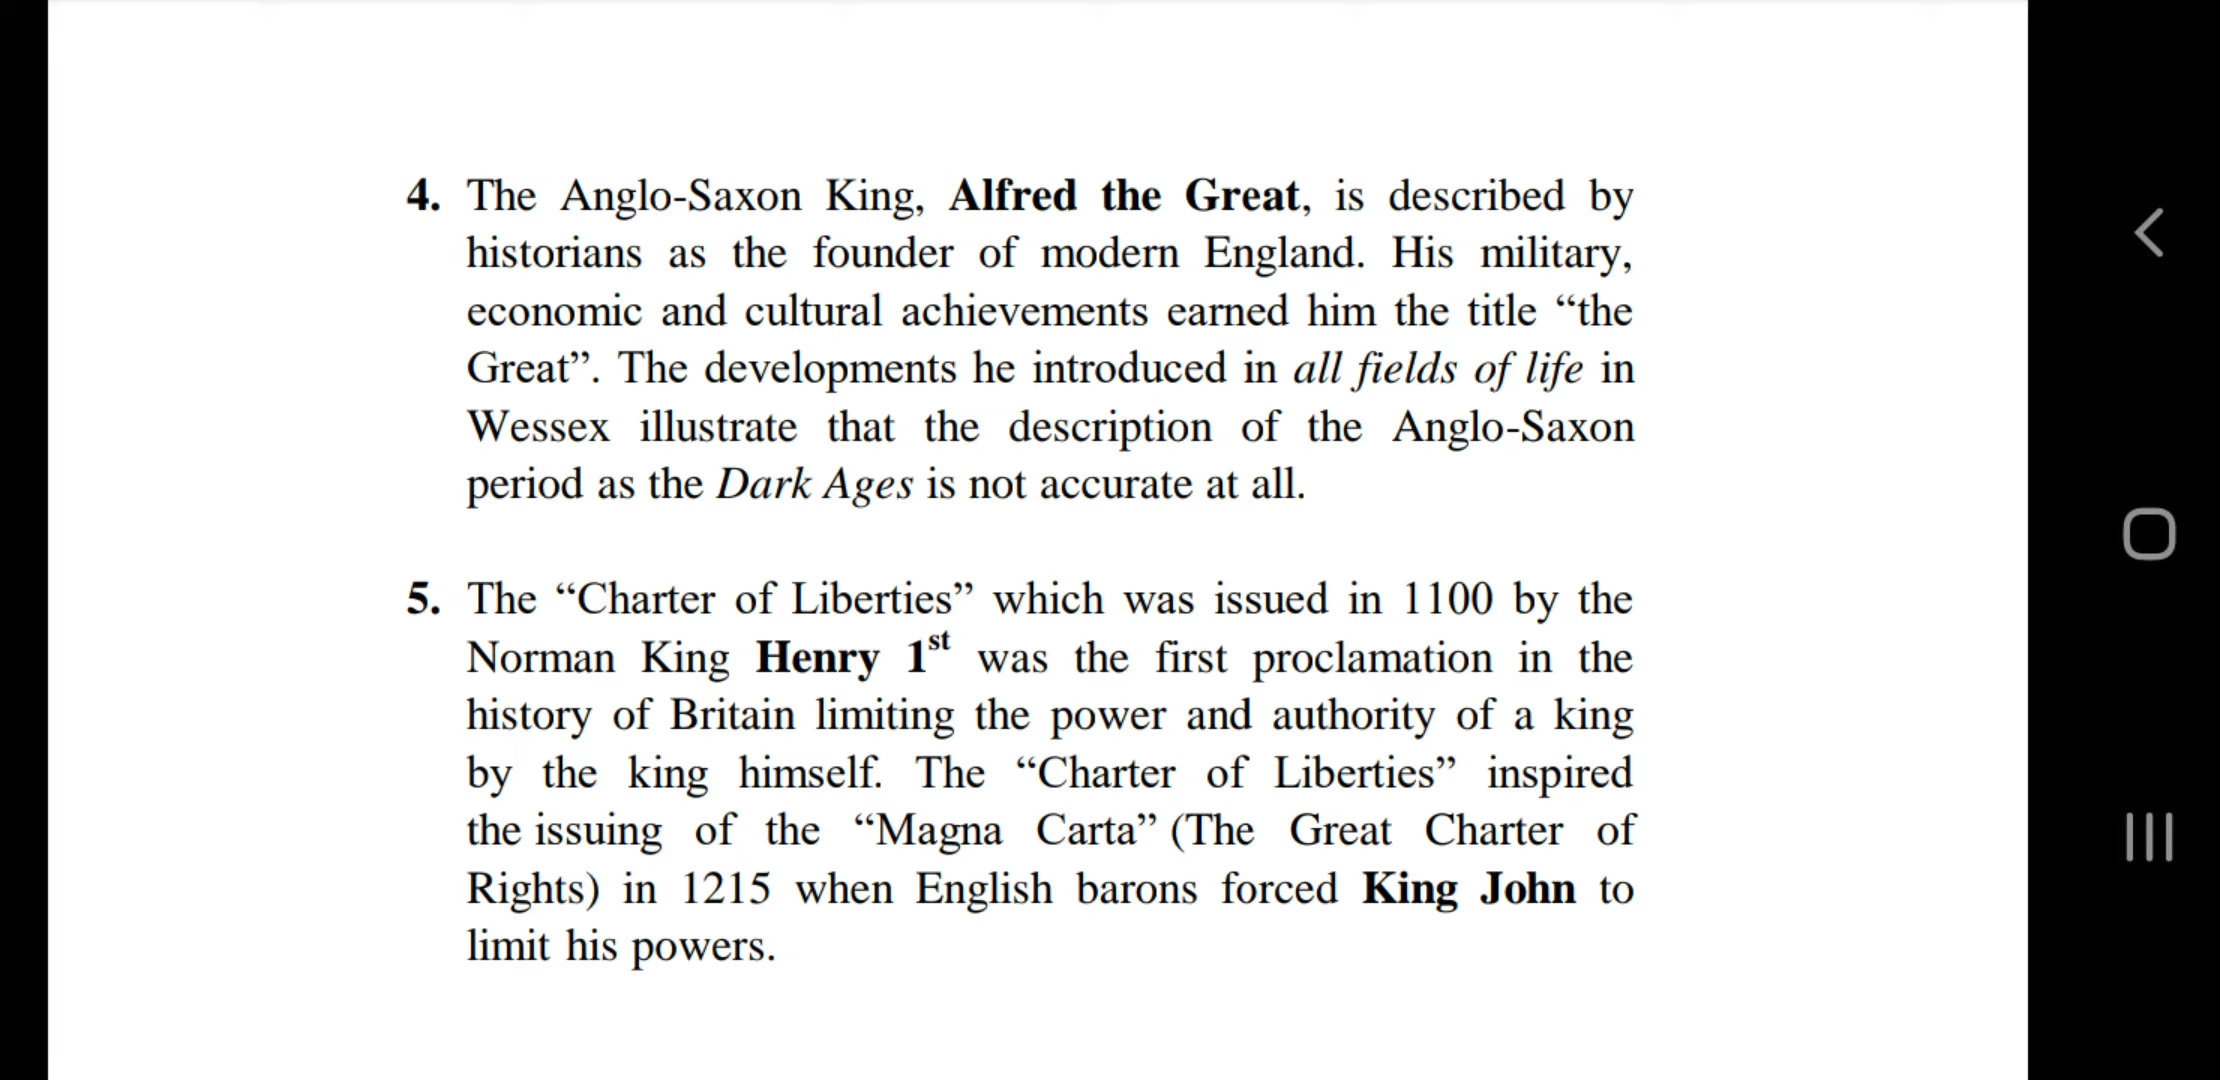 4. The Anglo-Saxon King, Alfred the Great, is described by
historians as the founder of modern England. His military,
economic and cultural achievements earned him the title “the
Great”. The developments he introduced in all fields of life in
Wessex illustrate that the description of the Anglo-Saxon
period as the Dark Ages is not accurate at all.
5. The “Charter of Liberties” which was issued in 1100 by the
Norman King Henry 1st was the first proclamation in the
history of Britain limiting the power and authority of a king
by the king himself. The “Charter of Liberties” inspired
the issuing of the “Magna Carta” (The Great Charter of
Rights) in 1215 when English barons forced King John to
limit his powers.